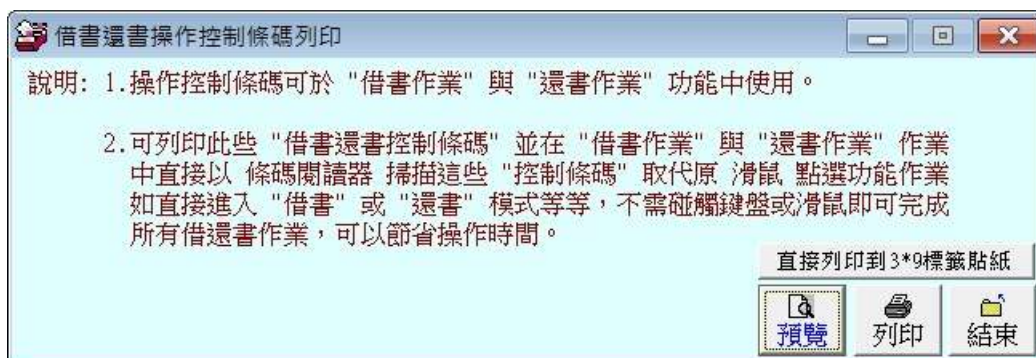 借書還書操作控制條碼列印
說明: 1.操作控制條碼可於 "借書作業" 與 "還書作業" 功能中使用。
2.可列印此些 "借書還書控制條碼" 並在 "借書作業" 與 "還書作業" 作業
中直接以 條碼閱讀器 掃描這些 "控制條碼" 取代原 滑鼠 點選功能作業
如直接進入 "借書" 或 "還書" 模式等等，不需碰觸鍵盤或滑鼠即可完成
所有借還書作業，可以節省操作時間。
直接列印到3*9標籤貼紙
預覽 列印 結束